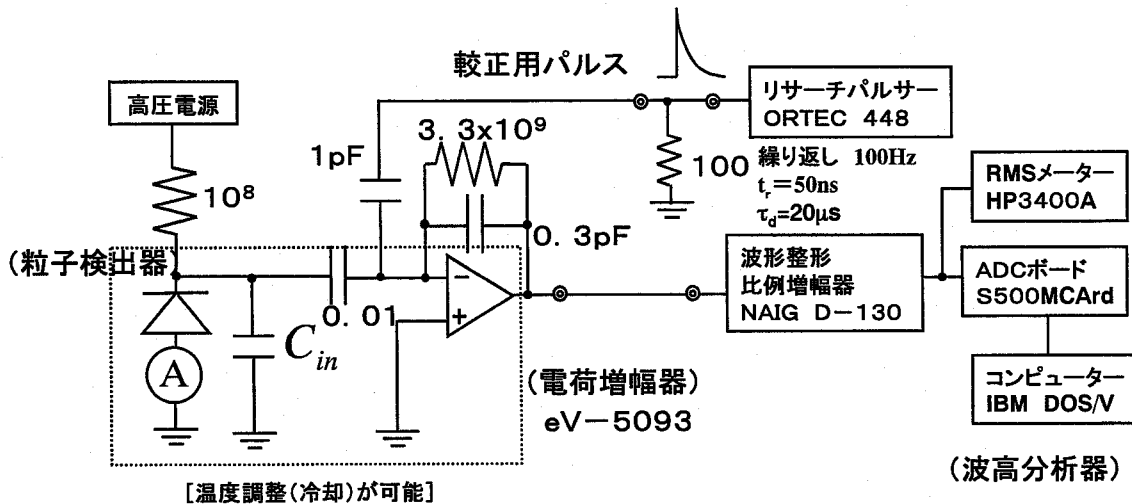 較正用パルス
高圧電源
リサーチパルサー
ORTEC 448
3. 3x10⁹
1pF
10⁸
100
繰り返し 100Hz
tᵣ=50ns
τd=20μs
RMSメーター
HP3400A
0. 3pF
(粒子検出器)
波形整形
比例増幅器
NAIG D-130
ADCボード
S500MCArd
-
+
0. 01
Cin
A
(電荷増幅器)
eV-5093
コンピューター
IBM DOS/V
(波高分析器)
[温度調整(冷却)が可能]